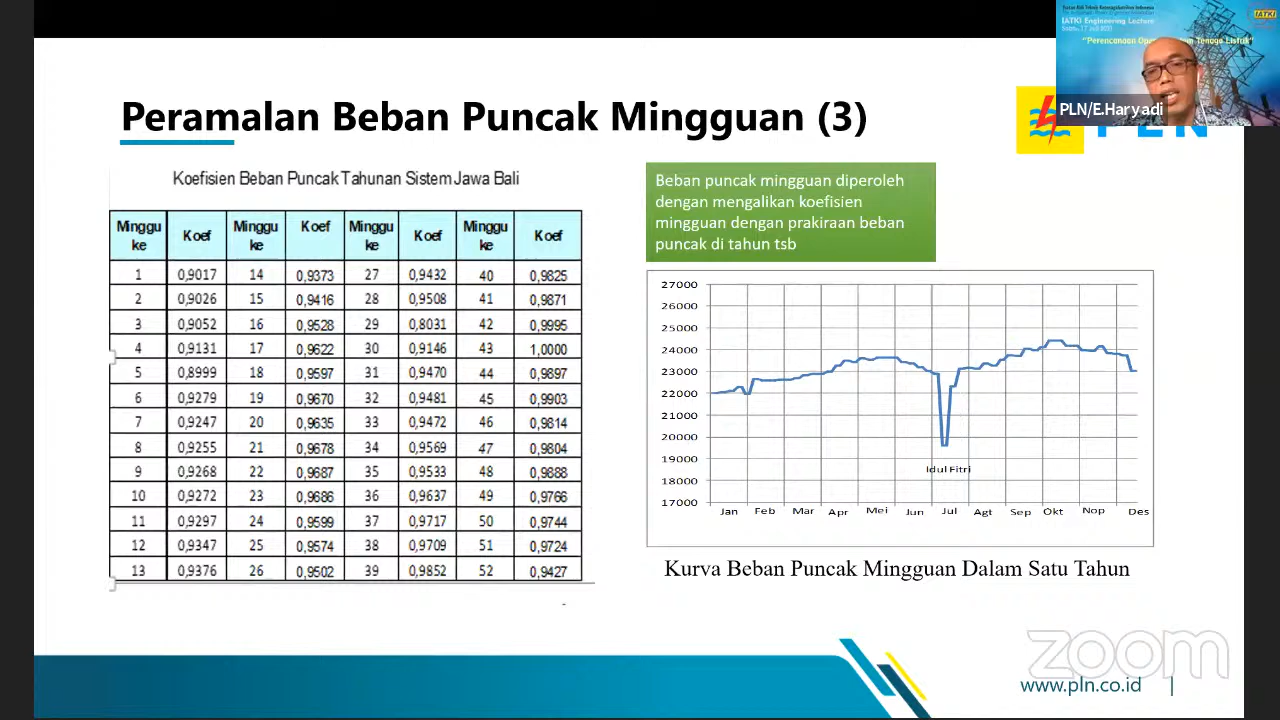 IATKI Engineering Lecture
PLN/E.Haryadi
Peramalan Beban Puncak Mingguan (3)
Koefisien Beban Puncak Tahunan Sistem Jawa Bali
Minggu ke Koef Minggu ke Koef Minggu ke Koef Minggu ke Koef
1 0,9017 14 0,9373 27 0,9432 40 0,9825
2 0,9026 15 0,9416 28 0,9508 41 0,9871
3 0,9052 16 0,9528 29 0,8031 42 0,9995
4 0,9131 17 0,9622 30 0,9146 43 1,0000
5 0,8999 18 0,9597 31 0,9470 44 0,9897
6 0,9279 19 0,9670 32 0,9481 45 0,9903
7 0,9247 20 0,9635 33 0,9472 46 0,9814
8 0,9255 21 0,9678 34 0,9569 47 0,9804
9 0,9268 22 0,9687 35 0,9533 48 0,9888
10 0,9272 23 0,9686 36 0,9637 49 0,9766
11 0,9297 24 0,9599 37 0,9717 50 0,9744
12 0,9347 25 0,9574 38 0,9709 51 0,9724
13 0,9376 26 0,9502 39 0,9852 52 0,9427
Beban puncak mingguan diperoleh
dengan mengalikan koefisien
mingguan dengan prakiraan beban
puncak di tahun tsb
27000
26000
25000
24000
23000
22000
21000
20000
19000
18000
17000
Idul Fitri
Jan Feb Mar Apr Mei Jun Jul Agt Sep Okt Nop Des
Kurva Beban Puncak Mingguan Dalam Satu Tahun
zoom
www.pln.co.id